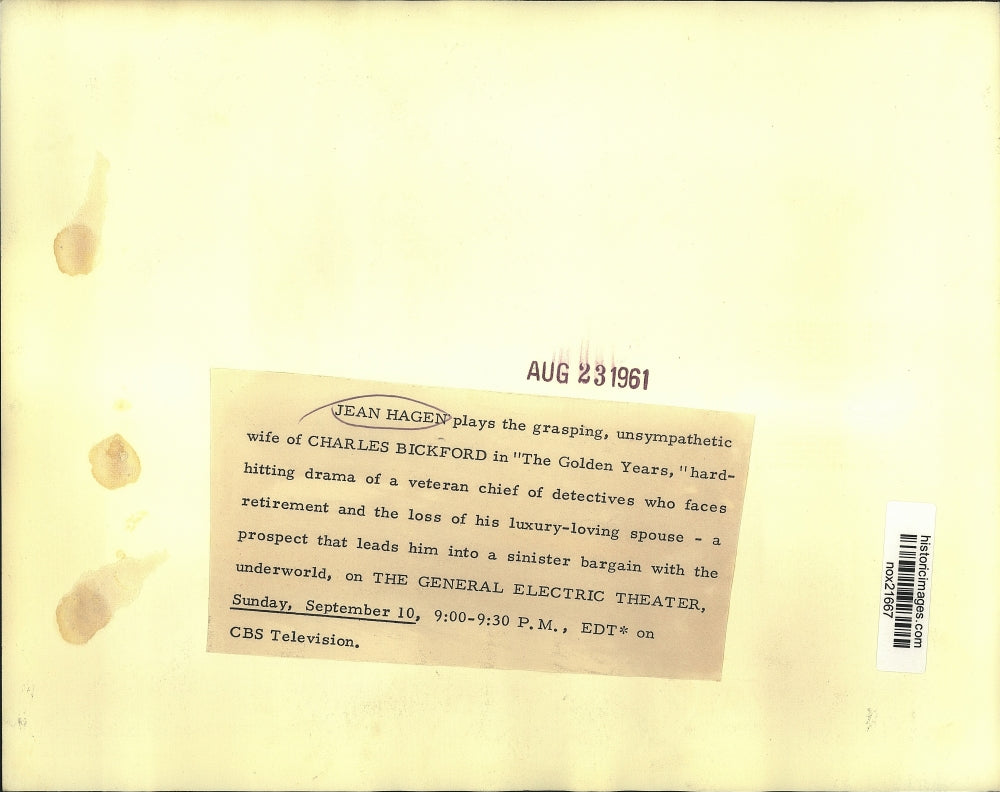 AUG 23 1961
JEAN HAGEN plays the grasping, unsympathetic
wife of CHARLES BICKFORD in "The Golden Years, " hard-
hitting drama of a veteran chief of detectives who faces
retirement and the loss of his luxury-loving spouse - a
prospect that leads him into a sinister bargain with the
underworld, on THE GENERAL ELECTRIC THEATER,
Sunday, September 10, 9:00-9:30 P.M., EDT* on
CBS Television.
historicimages.com
nox21667